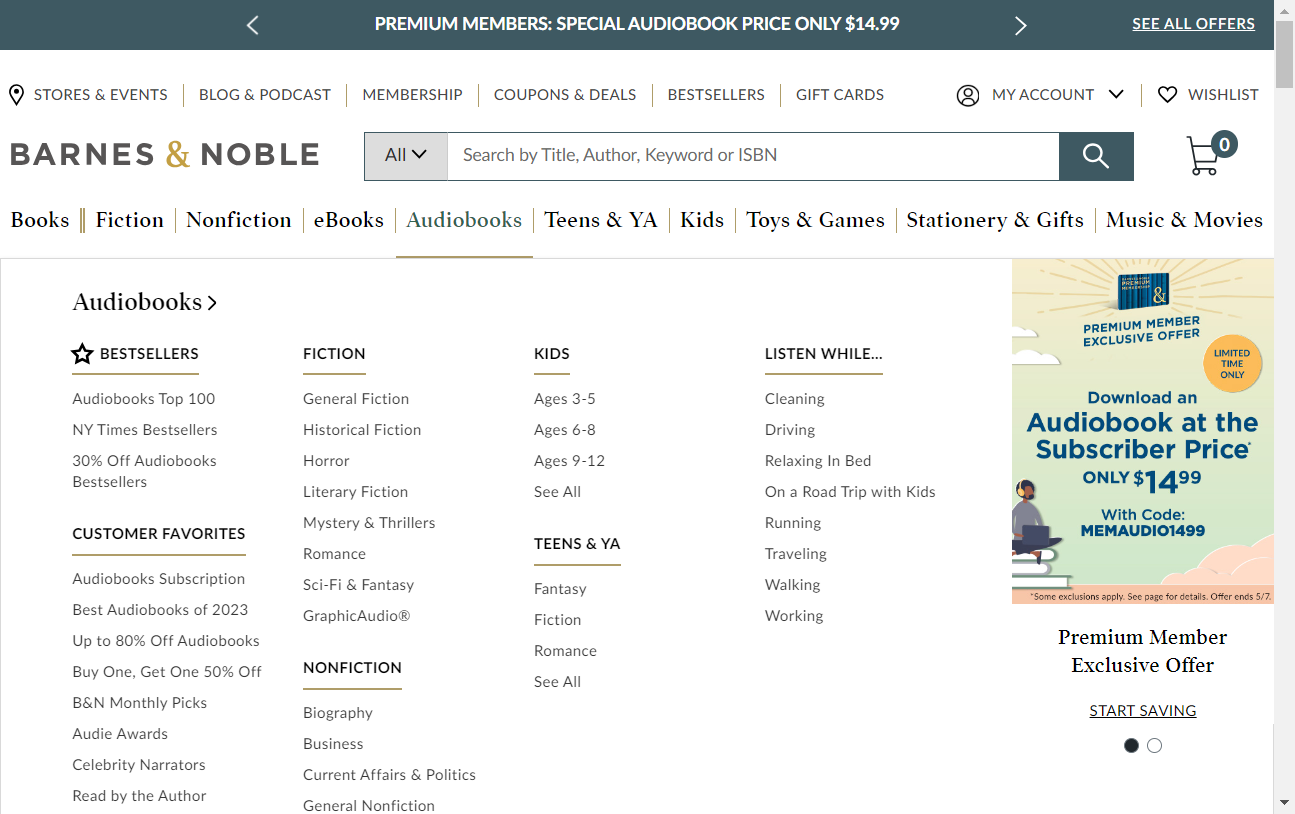 PREMIUM MEMBERS: SPECIAL AUDIOBOOK PRICE ONLY $14.99
SEE ALL OFFERS
STORES & EVENTS
BLOG & PODCAST
MEMBERSHIP
COUPONS & DEALS
BESTSELLERS
GIFT CARDS
MY ACCOUNT
WISHLIST
BARNES & NOBLE
All
Search by Title, Author, Keyword or ISBN
0
Books
Fiction
Nonfiction
eBooks
Audiobooks
Teens & YA
Kids
Toys & Games
Stationery & Gifts
Music & Movies
Audiobooks
BESTSELLERS
Audiobooks Top 100
NY Times Bestsellers
30% Off Audiobooks
Bestsellers
CUSTOMER FAVORITES
Audiobooks Subscription
Best Audiobooks of 2023
Up to 80% Off Audiobooks
Buy One, Get One 50% Off
B&N Monthly Picks
Audie Awards
Celebrity Narrators
Read by the Author
FICTION
General Fiction
Historical Fiction
Horror
Literary Fiction
Mystery & Thrillers
Romance
Sci-Fi & Fantasy
GraphicAudio®
NONFICTION
Biography
Business
Current Affairs & Politics
General Nonfiction
KIDS
Ages 3-5
Ages 6-8
Ages 9-12
See All
TEENS & YA
Fantasy
Fiction
Romance
See All
LISTEN WHILE...
Cleaning
Driving
Relaxing In Bed
On a Road Trip with Kids
Running
Traveling
Walking
Working
PREMIUM
MEMBERSHIP
&
PREMIUM MEMBER
EXCLUSIVE OFFER
LIMITED
TIME
ONLY
Download an
Audiobook at the
Subscriber Price*
ONLY $14.99
With Code:
MEMAUDIO1499
*Some exclusions apply. See page for details. Offer ends 5/7.
Premium Member
Exclusive Offer
START SAVING